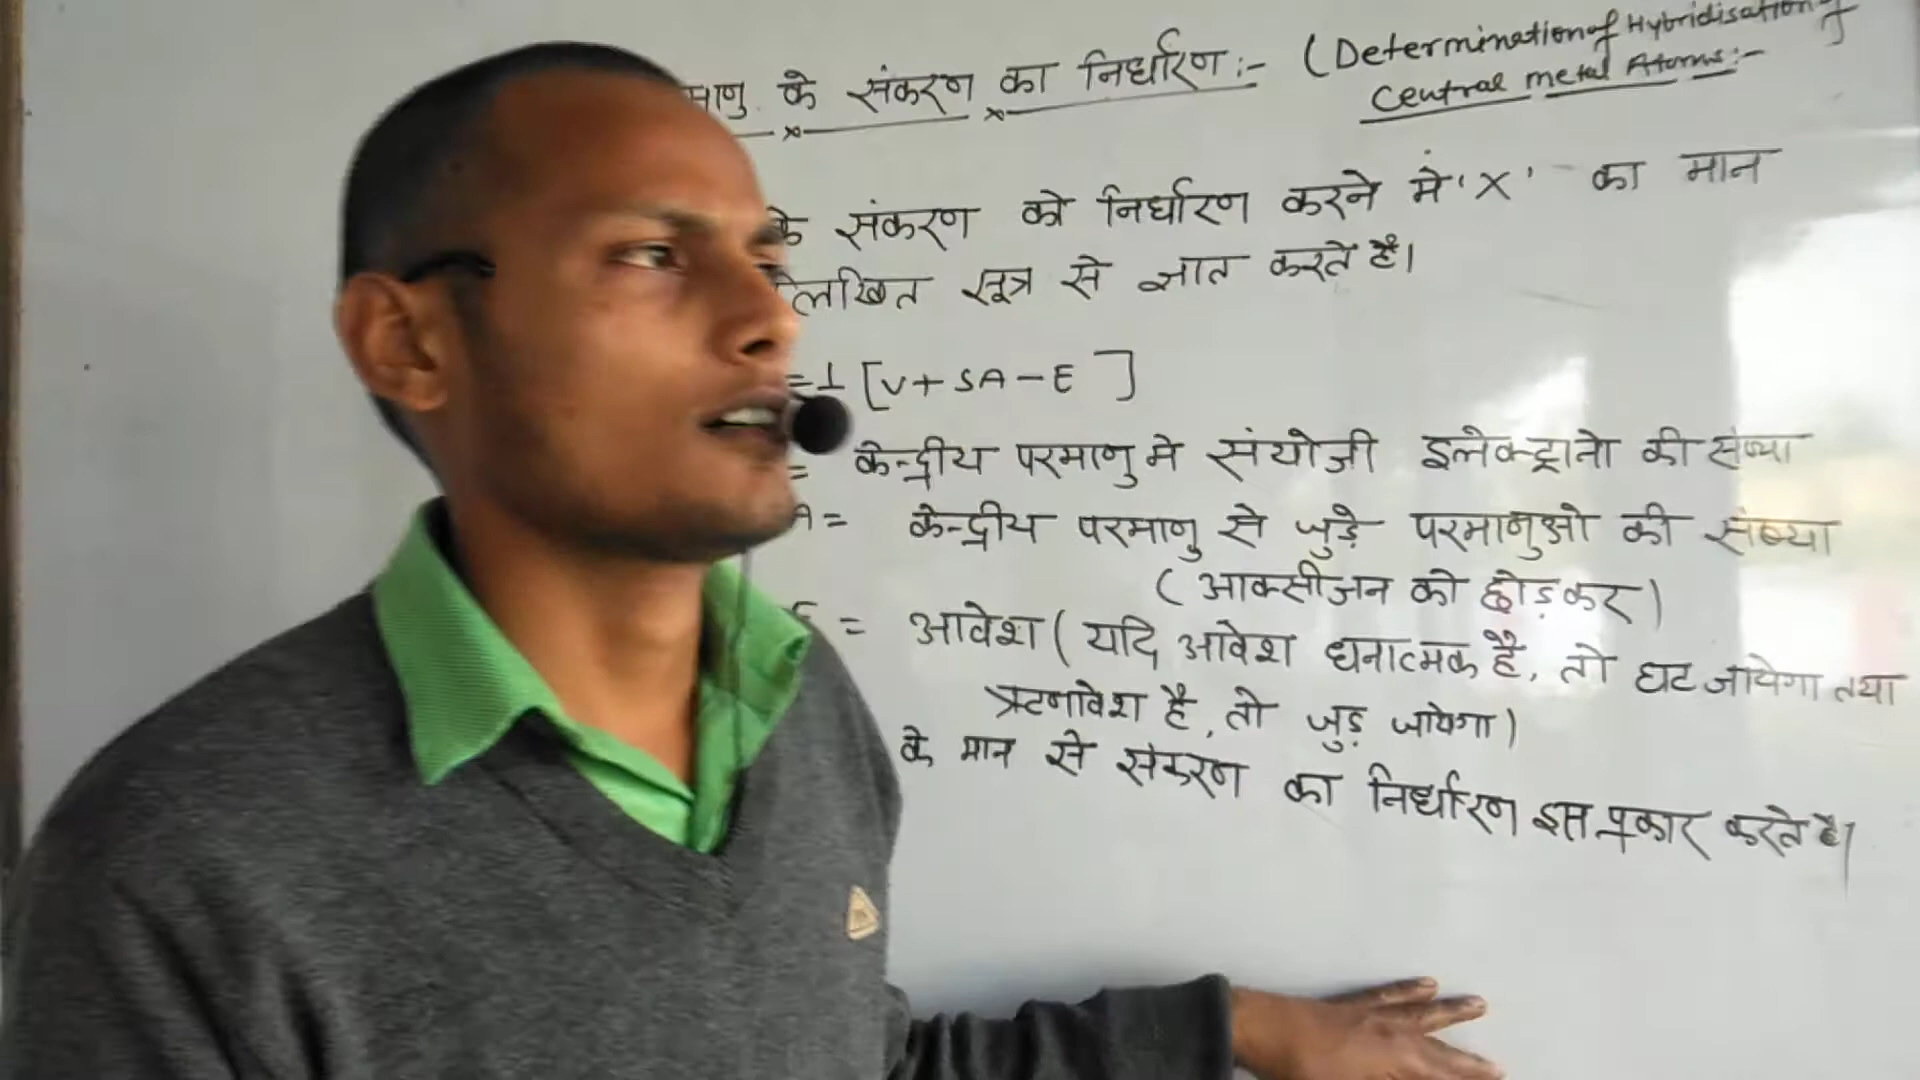 के संकरण का निर्धारण :- (Determination of Hybridisation of
Central metal Atoms:-
के संकरण को निर्धारण करने में 'X' का मान
सूत्र से ज्ञात करते है।
= 1 [V+SA-E]
= केन्द्रीय परमाणु मे संयोजी इलेक्ट्रानो की संख्या
A = केन्द्रीय परमाणु से जुड़े परमाणुओ की संख्या
(आक्सीजन को छोड़कर)
E = आवेश (यदि आवेश धनात्मक है, तो घट जायेगा तथा
ऋणावेश है, तो जुड़ जायेगा)
के मान से संकरण का निर्धारण इस प्रकार करते है।